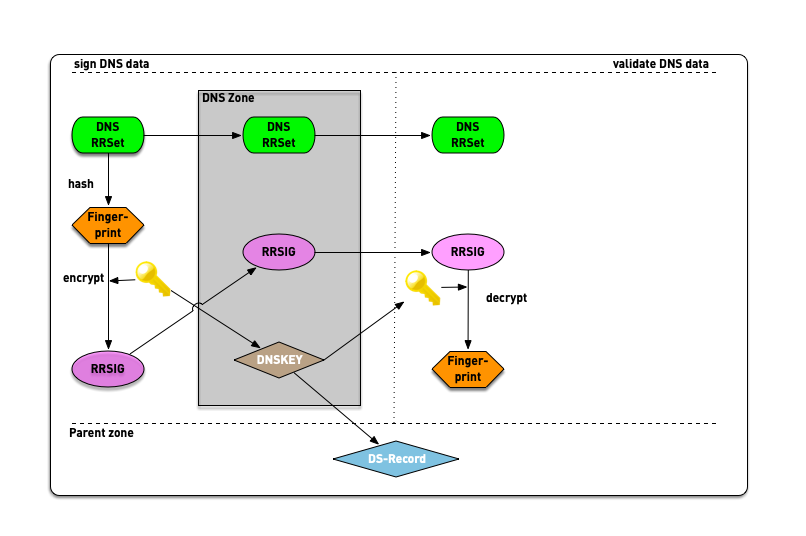 sign DNS data
validate DNS data
DNS Zone
DNS
RRSet
DNS
RRSet
DNS
RRSet
hash
Finger-
print
RRSIG
RRSIG
encrypt
decrypt
RRSIG
DNSKEY
Finger-
print
Parent zone
DS-Record